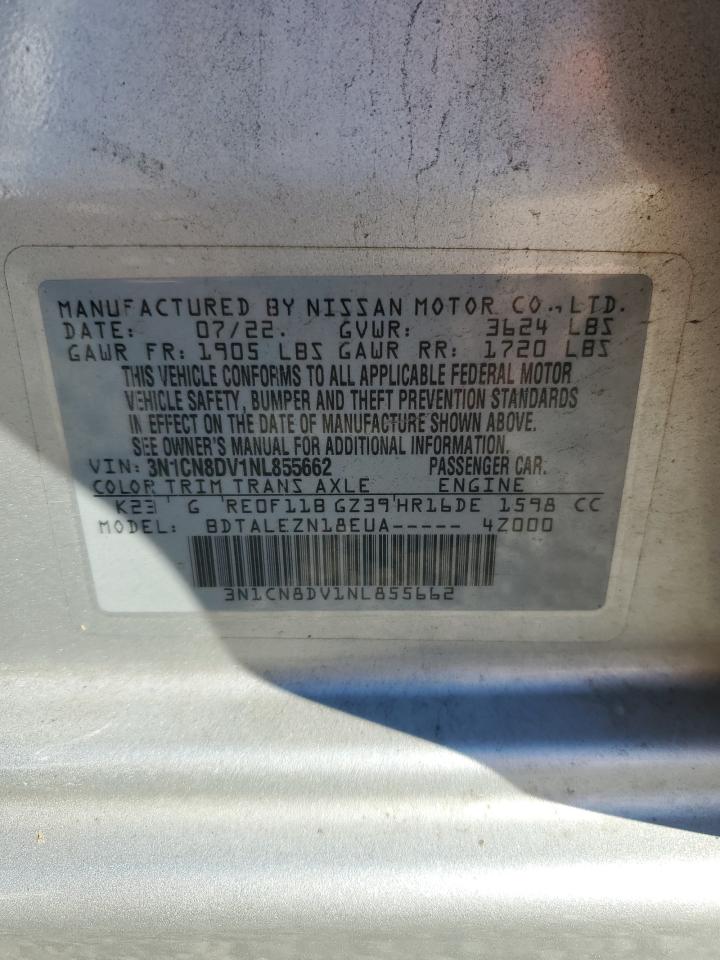 MANUFACTURED BY NISSAN MOTOR CO., LTD.
DATE: 07/22. GVWR: 3624 LBS
GAWR FR: 1905 LBS GAWR RR: 1720 LBS
THIS VEHICLE CONFORMS TO ALL APPLICABLE FEDERAL MOTOR
VEHICLE SAFETY, BUMPER AND THEFT PREVENTION STANDARDS
IN EFFECT ON THE DATE OF MANUFACTURE SHOWN ABOVE.
SEE OWNER'S MANUAL FOR ADDITIONAL INFORMATION.
VIN: 3N1CN8DV1NL855662 PASSENGER CAR.
COLOR TRIM TRANS AXLE ENGINE
K23 ' G ' RE0F11B GZ39'HR16DE 1598 CC
MODEL: BDTALEZN18EUA----- 4Z000
3N1CN8DV1NL855662